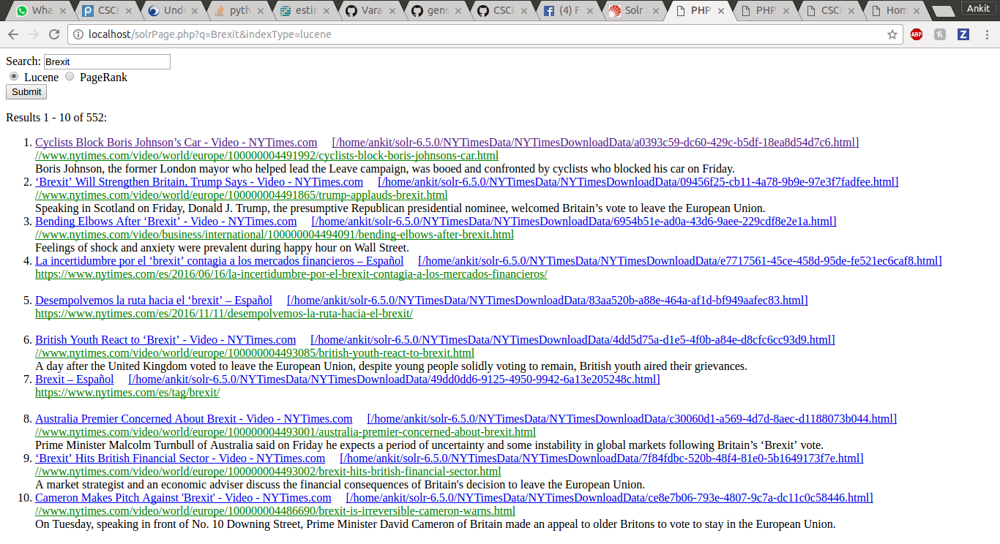 Wha
CSCI
Unde
pyth
estir
Vara
gens
CSCI
(4) F
Solr
PHP
PHP
CSCI
Hom
Ankit
localhost/solrPage.php?q=Brexit&indexType=lucene
ABP
Z
Search: Brexit
Lucene PageRank
Submit
Results 1 - 10 of 552:
1. Cyclists Block Boris Johnson’s Car - Video - NYTimes.com [/home/ankit/solr-6.5.0/NYTimesData/NYTimesDownloadData/a0393c59-dc60-429c-b5df-18ea8d54d7c6.html]
//www.nytimes.com/video/world/europe/100000004491992/cyclists-block-boris-johnsons-car.html
Boris Johnson, the former London mayor who helped lead the Leave campaign, was booed and confronted by cyclists who blocked his car on Friday.
2. ‘Brexit’ Will Strengthen Britain, Trump Says - Video - NYTimes.com [/home/ankit/solr-6.5.0/NYTimesData/NYTimesDownloadData/09456f25-cb11-4a78-9b9e-97e3f7fadfee.html]
//www.nytimes.com/video/world/europe/100000004491865/trump-applauds-brexit.html
Speaking in Scotland on Friday, Donald J. Trump, the presumptive Republican presidential nominee, welcomed Britain’s vote to leave the European Union.
3. Bending Elbows After ‘Brexit’ - Video - NYTimes.com [/home/ankit/solr-6.5.0/NYTimesData/NYTimesDownloadData/6954b51e-ad0a-43d6-9aee-229cdf8e2e1a.html]
//www.nytimes.com/video/business/international/100000004494091/bending-elbows-after-brexit.html
Feelings of shock and anxiety were prevalent during happy hour on Wall Street.
4. La incertidumbre por el ‘brexit’ contagia a los mercados financieros – Español [/home/ankit/solr-6.5.0/NYTimesData/NYTimesDownloadData/e7717561-45ce-458d-95de-fe521ec6caf8.html]
https://www.nytimes.com/es/2016/06/16/la-incertidumbre-por-el-brexit-contagia-a-los-mercados-financieros/
5. Desempolvemos la ruta hacia el ‘brexit’ – Español [/home/ankit/solr-6.5.0/NYTimesData/NYTimesDownloadData/83aa520b-a88e-464a-af1d-bf949aafec83.html]
https://www.nytimes.com/es/2016/11/11/desempolvemos-la-ruta-hacia-el-brexit/
6. British Youth React to ‘Brexit’ - Video - NYTimes.com [/home/ankit/solr-6.5.0/NYTimesData/NYTimesDownloadData/4dd5d75a-d1e5-4f0b-a84e-d8cfc6cc93d9.html]
//www.nytimes.com/video/world/europe/100000004493085/british-youth-react-to-brexit.html
A day after the United Kingdom voted to leave the European Union, despite young people solidly voting to remain, British youth aired their grievances.
7. Brexit – Español [/home/ankit/solr-6.5.0/NYTimesData/NYTimesDownloadData/49dd0dd6-9125-4950-9942-6a13e205248c.html]
https://www.nytimes.com/es/tag/brexit/
8. Australia Premier Concerned About Brexit - Video - NYTimes.com [/home/ankit/solr-6.5.0/NYTimesData/NYTimesDownloadData/c30060d1-a569-4d7d-8aec-d1188073b044.html]
//www.nytimes.com/video/world/europe/100000004493001/australia-premier-concerned-about-brexit.html
Prime Minister Malcolm Turnbull of Australia said on Friday he expects a period of uncertainty and some instability in global markets following Britain’s ‘Brexit’ vote.
9. ‘Brexit’ Hits British Financial Sector - Video - NYTimes.com [/home/ankit/solr-6.5.0/NYTimesData/NYTimesDownloadData/7f84fdbc-520b-48f4-81e0-5b1649173f7e.html]
//www.nytimes.com/video/world/europe/100000004493002/brexit-hits-british-financial-sector.html
A market strategist and an economic adviser discuss the financial consequences of Britain's decision to leave the European Union.
10. Cameron Makes Pitch Against 'Brexit' - Video - NYTimes.com [/home/ankit/solr-6.5.0/NYTimesData/NYTimesDownloadData/ce8e7b06-793e-4807-9c7a-dc11c0c58446.html]
//www.nytimes.com/video/world/europe/100000004486690/brexit-is-irreversible-cameron-warns.html
On Tuesday, speaking in front of No. 10 Downing Street, Prime Minister David Cameron of Britain made an appeal to older Britons to vote to stay in the European Union.